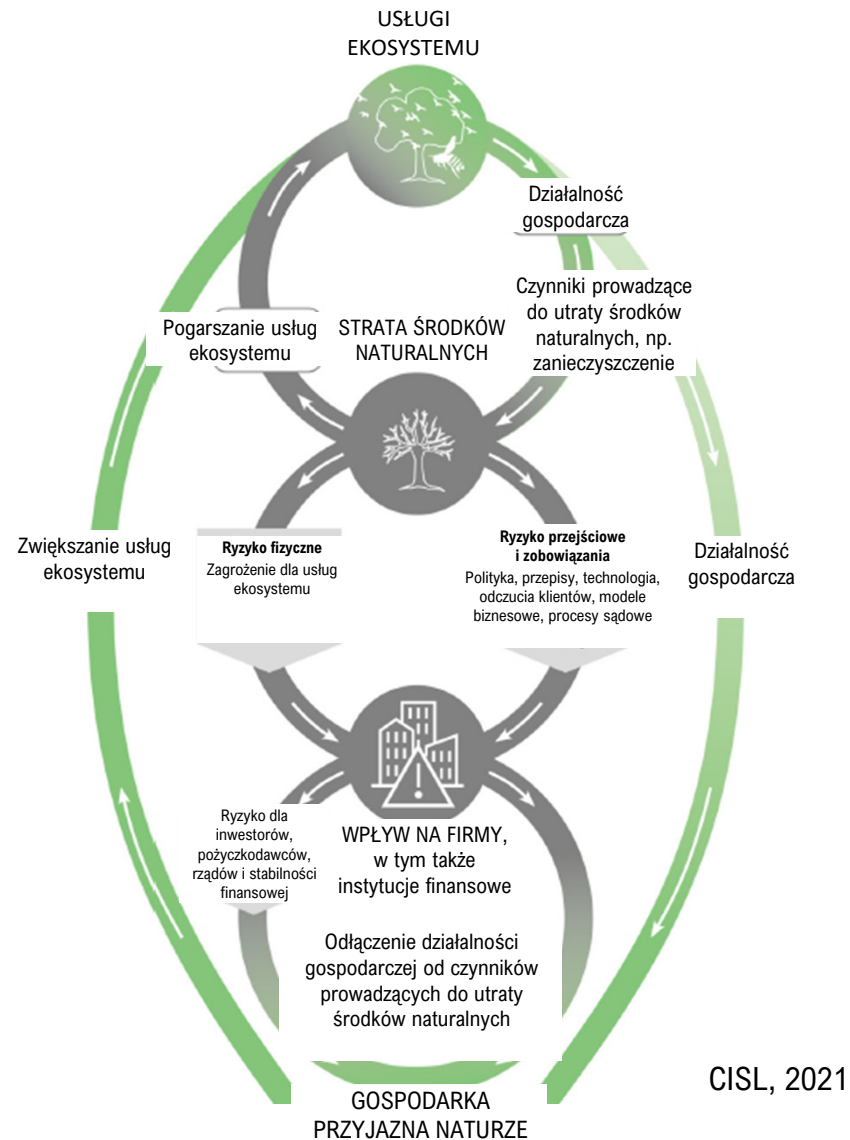 USŁUGI
EKOSYSTEMU
Działalność
gospodarcza
Czynniki prowadzące
do utraty środków
naturalnych, np.
zanieczyszczenie
Pogarszanie usług
ekosystemu
STRATA ŚRODKÓW
NATURALNYCH
Zwiększanie usług
ekosystemu
Ryzyko fizyczne
Zagrożenie dla usług
ekosystemu
Ryzyko przejściowe
i zobowiązania
Polityka, przepisy, technologia,
odczucia klientów, modele
biznesowe, procesy sądowe
Działalność
gospodarcza
Ryzyko dla
inwestorów,
pożyczkodawców,
rządów i stabilności
finansowej
WPŁYW NA FIRMY,
w tym także
instytucje finansowe
Odłączenie działalności
gospodarczej od czynników
prowadzących do utraty
środków naturalnych
CISL, 2021
GOSPODARKA
PRZYJAZNA NATURZE